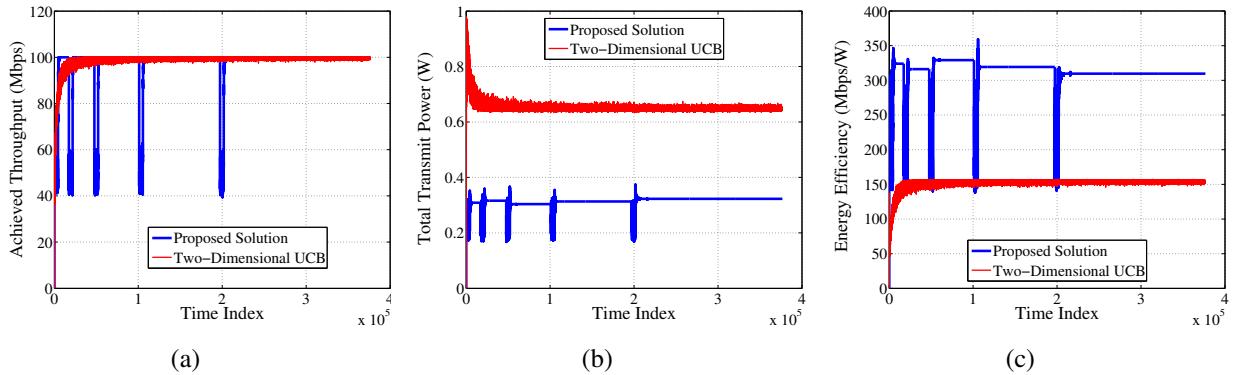 120
100
80
60
40
20
0
Achieved Throughput (Mbps)
Proposed Solution
Two−Dimensional UCB
0
1
2
3
4
Time Index
x 10^5
(a)
1
0.8
0.6
0.4
0.2
0
Total Transmit Power (W)
Proposed Solution
Two−Dimensional UCB
0
1
2
3
4
Time Index
x 10^5
(b)
400
350
300
250
200
150
100
50
0
Energy Efficiency (Mbps/W)
Proposed Solution
Two−Dimensional UCB
0
1
2
3
4
Time Index
x 10^5
(c)